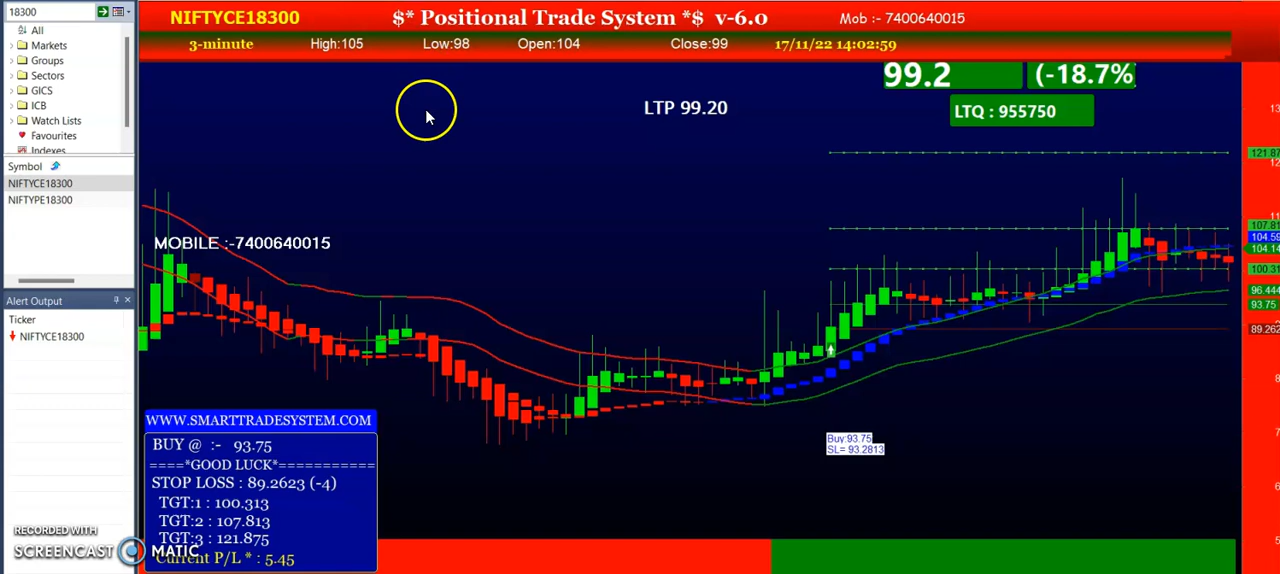 18300
NIFTYCE18300
$* Positional Trade System *$ v-6.0
Mob :- 7400640015
3-minute High:105 Low:98 Open:104 Close:99 17/11/22 14:02:59
All
Markets
Groups
Sectors
GICS
ICB
Watch Lists
Favourites
Indexes
Symbol
NIFTYCE18300
NIFTYPE18300
Alert Output
Ticker
NIFTYCE18300
99.2 (-18.7%)
LTP 99.20
LTQ : 955750
MOBILE :-7400640015
121.87
107.81
104.59
104.14
100.31
96.444
93.75
89.262
Buy:93.75
SL= 93.2813
WWW.SMARTTRADESYSTEM.COM
BUY @ :- 93.75
====*GOOD LUCK*===========
STOP LOSS : 89.2623 (-4)
TGT:1 : 100.313
TGT:2 : 107.813
TGT:3 : 121.875
Current P/L * : 5.45
RECORDED WITH
SCREENCAST MATIC